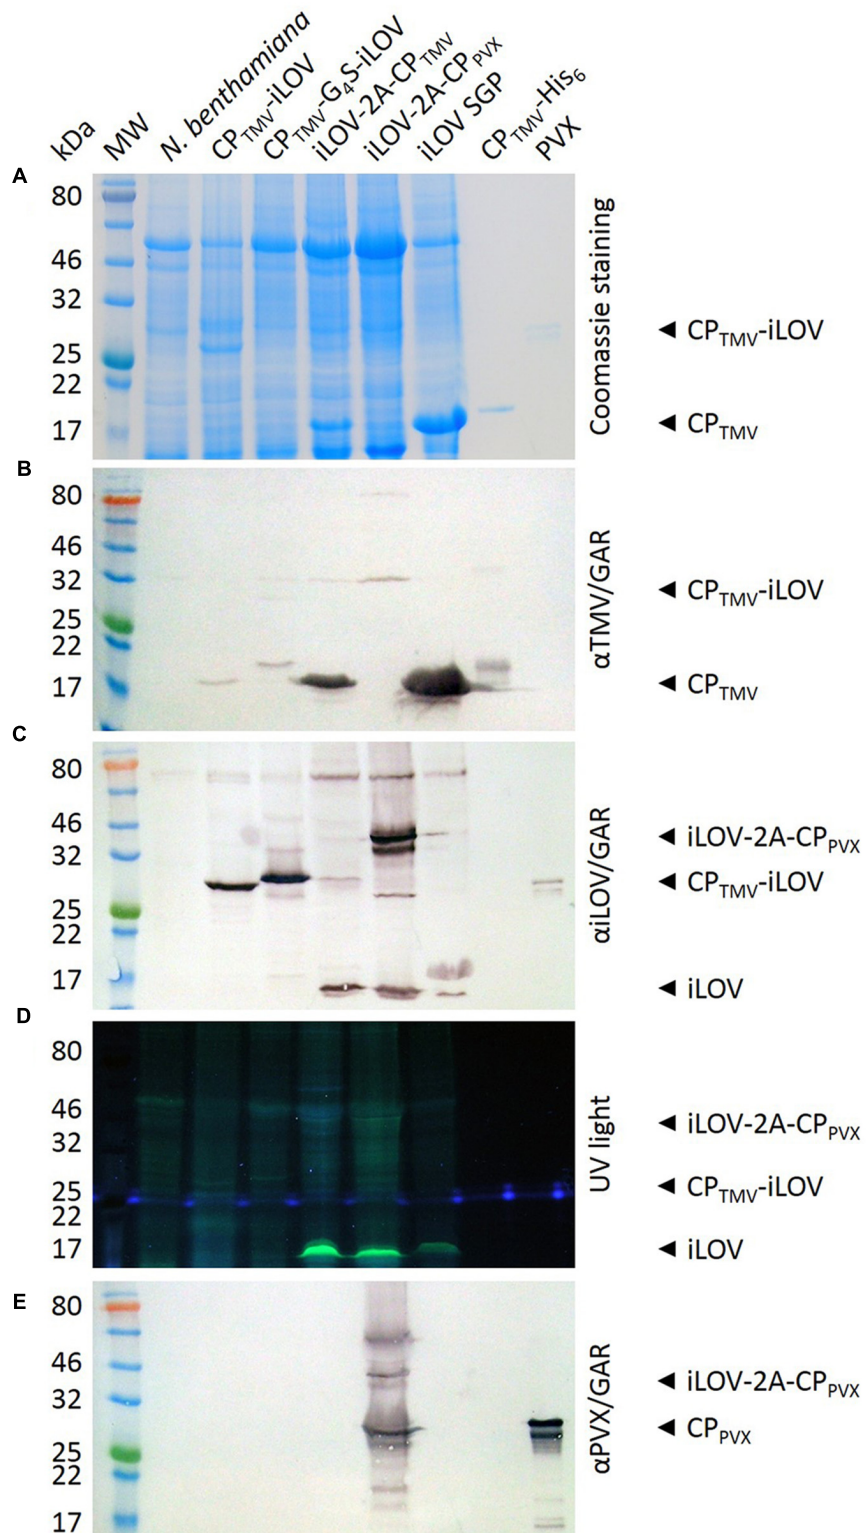 kDa
MW
N. benthamiana
CPTMV-iLOV
CPTMV-G4S-iLOV
iLOV-2A-CPTMV
iLOV-2A-CPPVX
iLOV SGP
CPTMV-His6
PVX
A
80
46
32
25
22
17
Coomassie staining
◄ CPTMV-iLOV
◄ CPTMV
B
80
46
32
25
22
17
αTMV/GAR
◄ CPTMV-iLOV
◄ CPTMV
C
80
46
32
25
22
17
αiLOV/GAR
◄ iLOV-2A-CPPVX
◄ CPTMV-iLOV
◄ iLOV
D
80
46
32
25
22
17
UV light
◄ iLOV-2A-CPPVX
◄ CPTMV-iLOV
◄ iLOV
E
80
46
32
25
22
17
αPVX/GAR
◄ iLOV-2A-CPPVX
◄ CPPVX